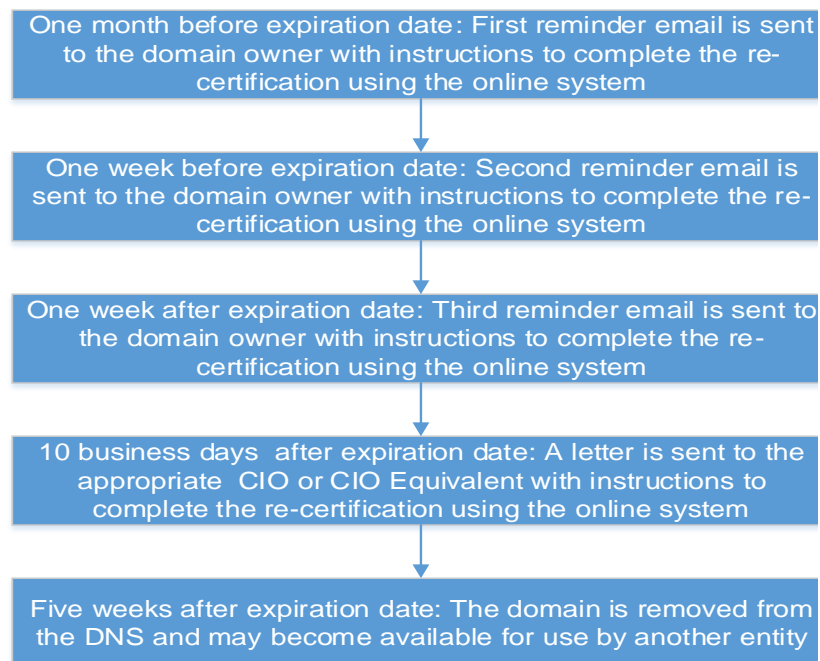 One month before expiration date: First reminder email is sent
to the domain owner with instructions to complete the re-
certification using the online system
One week before expiration date: Second reminder email is
sent to the domain owner with instructions to complete the re-
certification using the online system
One week after expiration date: Third reminder email is sent to
the domain owner with instructions to complete the re-
certification using the online system
10 business days  after expiration date: A letter is sent to the
appropriate  CIO or CIO Equivalent with instructions to
complete the re-certification using the online system
Five weeks after expiration date: The domain is removed from
the DNS and may become available for use by another entity